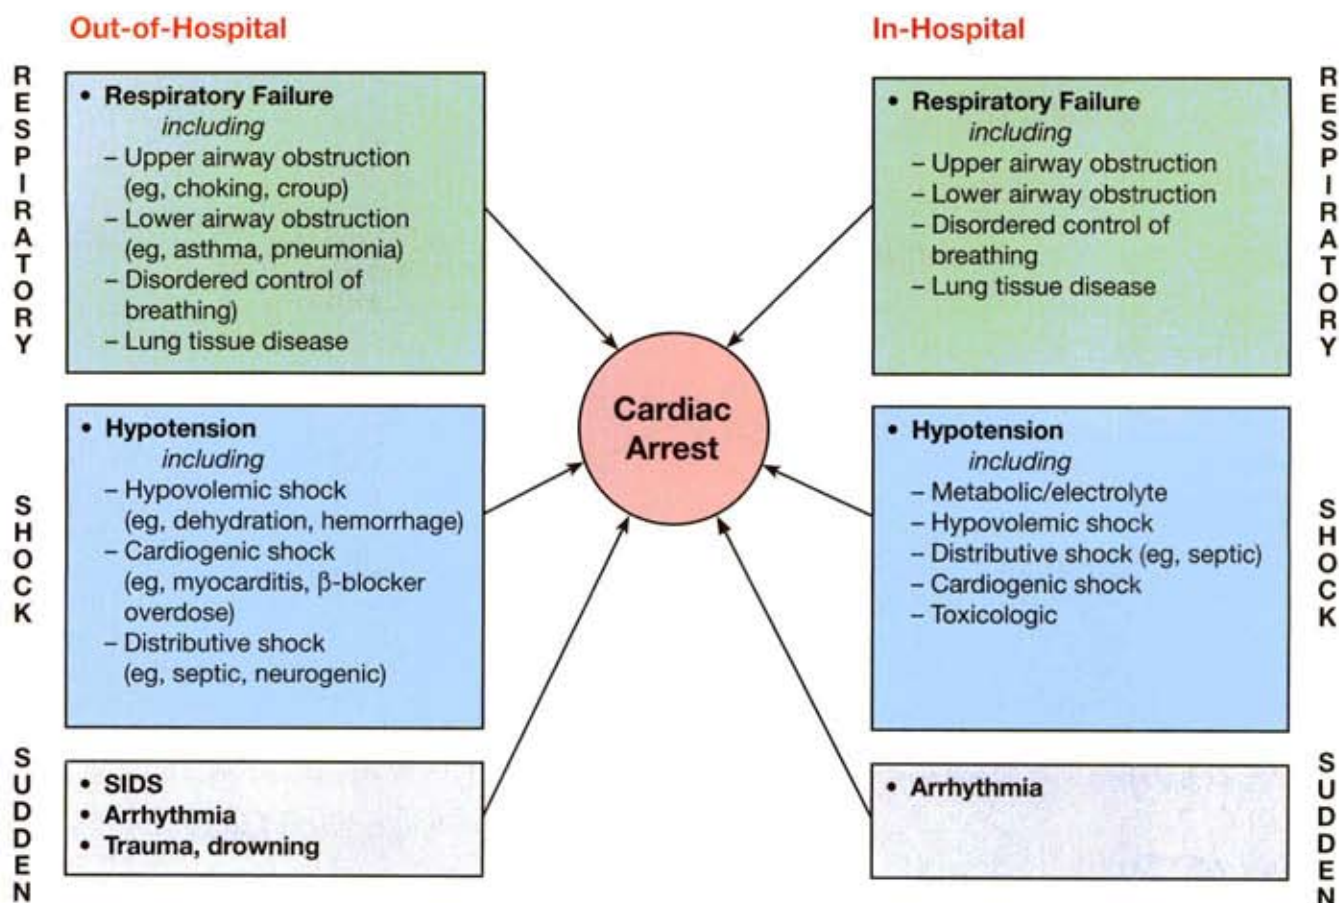 Out-of-Hospital
RESPIRATORY
• Respiratory Failure
including
– Upper airway obstruction
(eg, choking, croup)
– Lower airway obstruction
(eg, asthma, pneumonia)
– Disordered control of
breathing)
– Lung tissue disease
SHOCK
• Hypotension
including
– Hypovolemic shock
(eg, dehydration, hemorrhage)
– Cardiogenic shock
(eg, myocarditis, β-blocker
overdose)
– Distributive shock
(eg, septic, neurogenic)
SUDDEN
• SIDS
• Arrhythmia
• Trauma, drowning
Cardiac
Arrest
In-Hospital
RESPIRATORY
• Respiratory Failure
including
– Upper airway obstruction
– Lower airway obstruction
– Disordered control of
breathing
– Lung tissue disease
SHOCK
• Hypotension
including
– Metabolic/electrolyte
– Hypovolemic shock
– Distributive shock (eg, septic)
– Cardiogenic shock
– Toxicologic
SUDDEN
• Arrhythmia